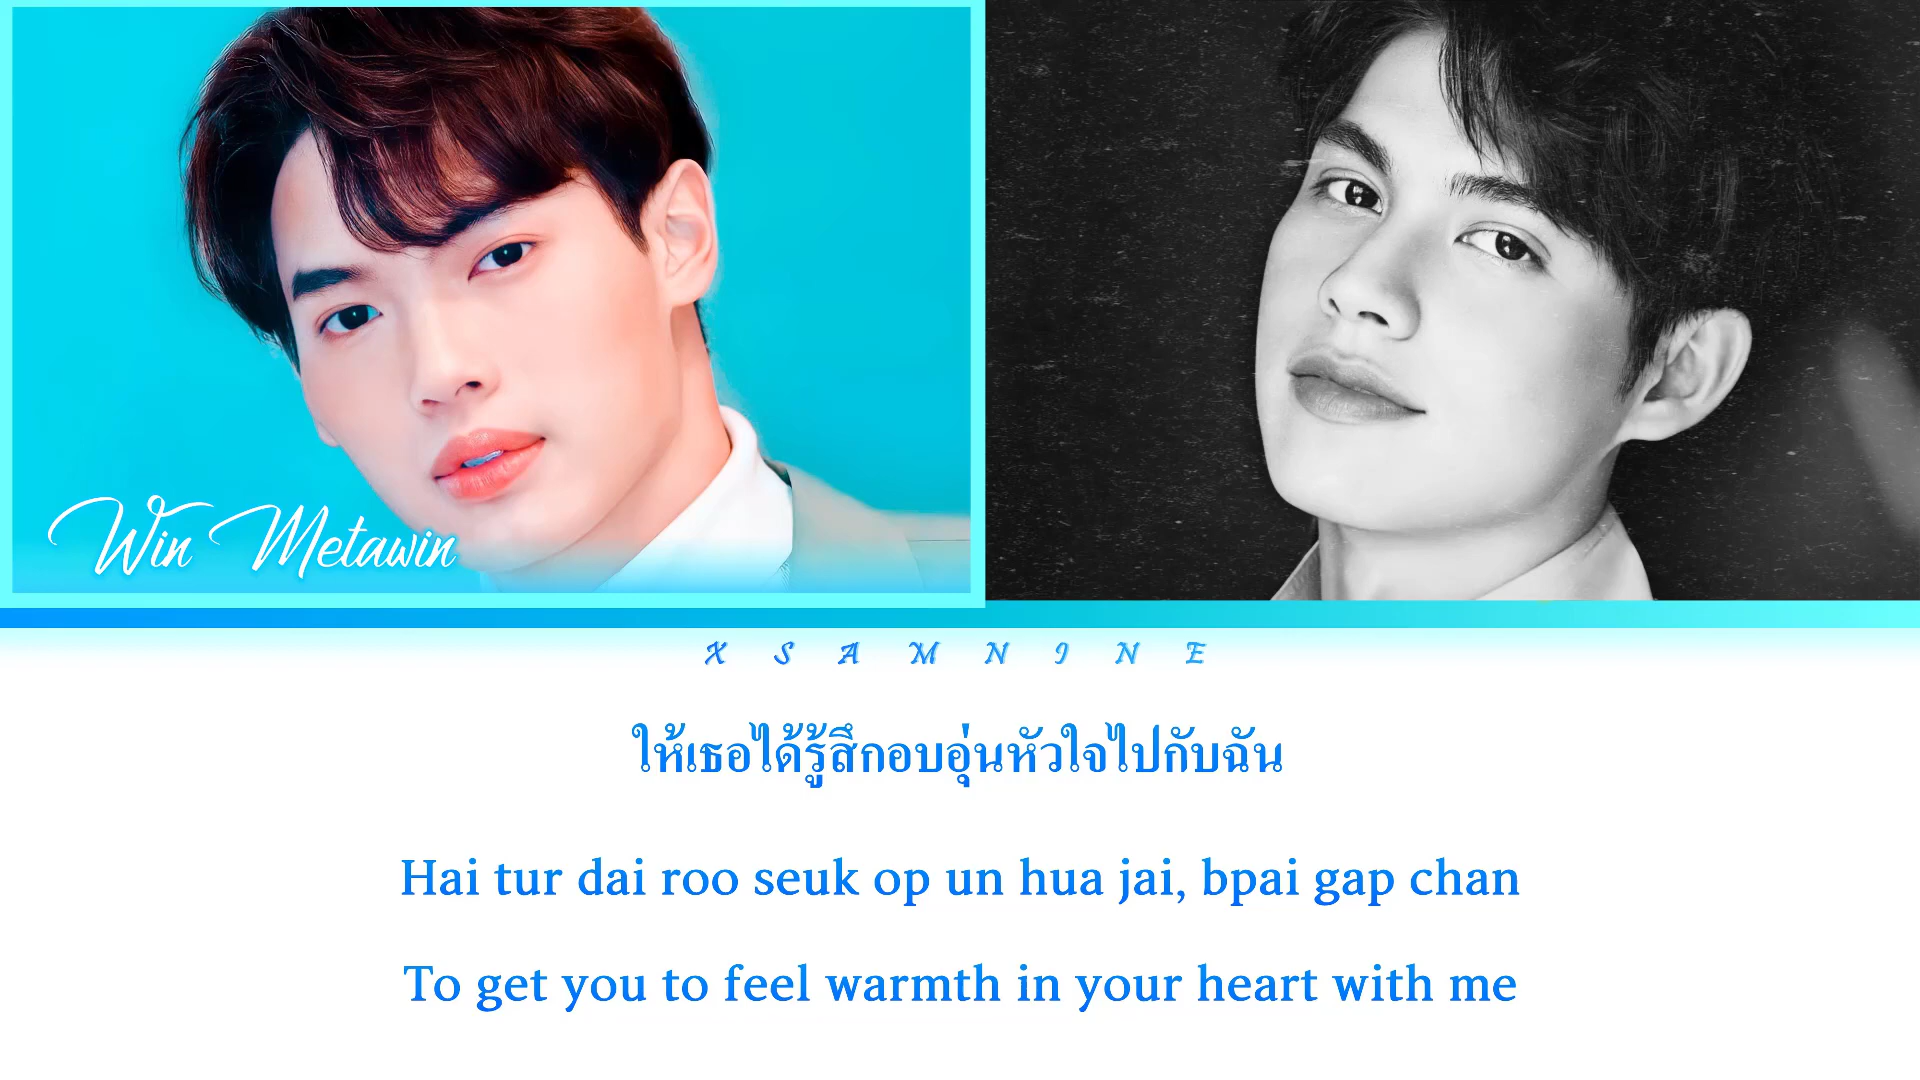 Win Metawin
X S A M N I N E
ให้เธอได้รู้สึกอบอุ่นหัวใจไปกับฉัน
Hai tur dai roo seuk op un hua jai, bpai gap chan
To get you to feel warmth in your heart with me